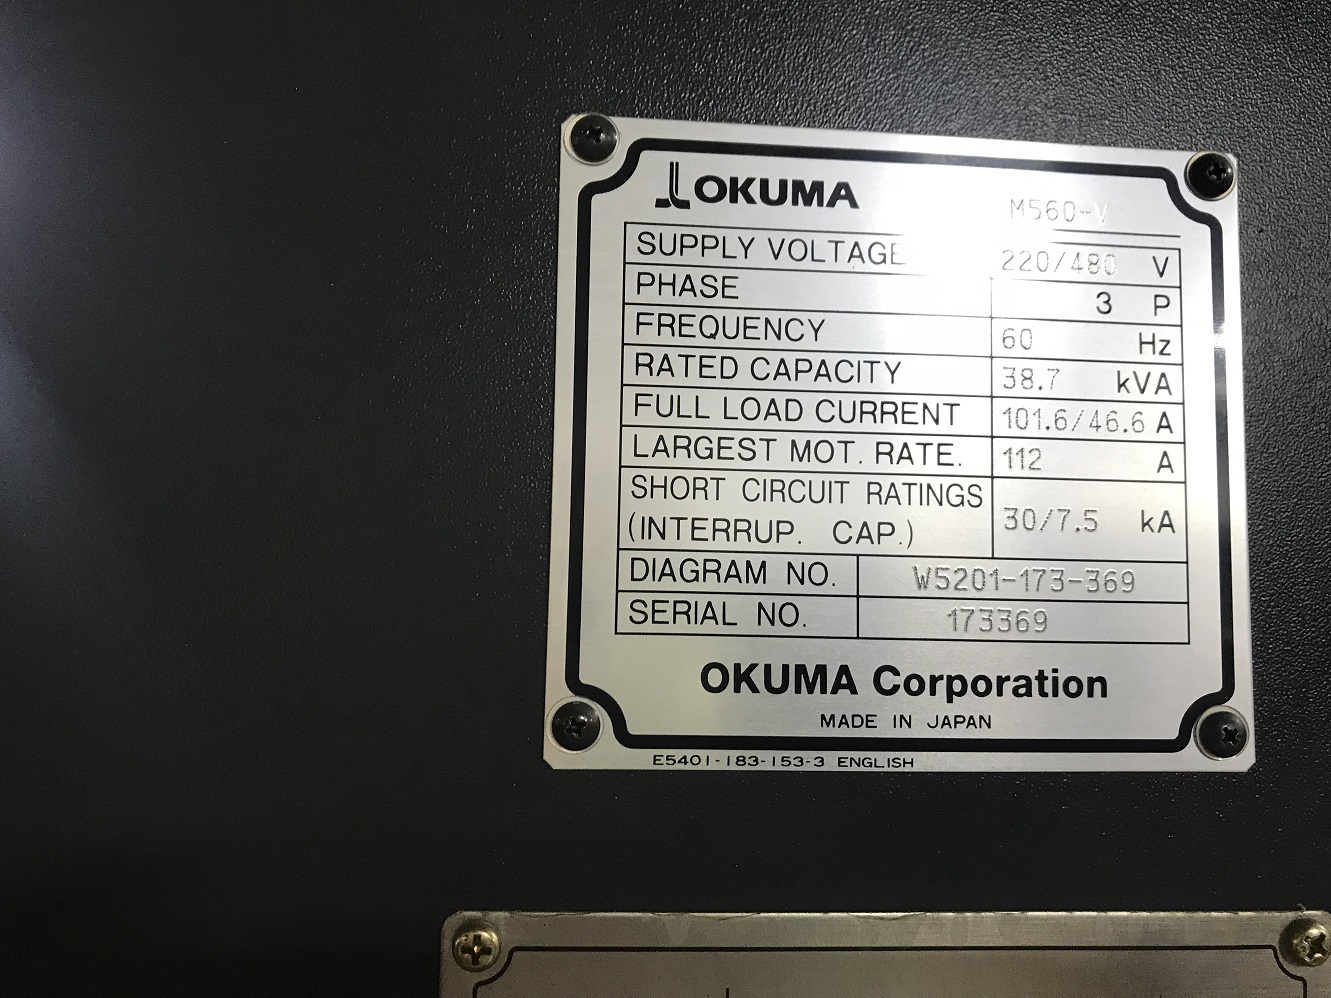 OKUMA M560-V
SUPPLY VOLTAGE 220/480 V
PHASE 3 P
FREQUENCY 60 Hz
RATED CAPACITY 38.7 kVA
FULL LOAD CURRENT 101.6/46.6 A
LARGEST MOT. RATE. 112 A
SHORT CIRCUIT RATINGS
(INTERRUP. CAP.) 30/7.5 kA
DIAGRAM NO. W5201-173-369
SERIAL NO. 173369
OKUMA Corporation
MADE IN JAPAN
E5401-183-153-3 ENGLISH